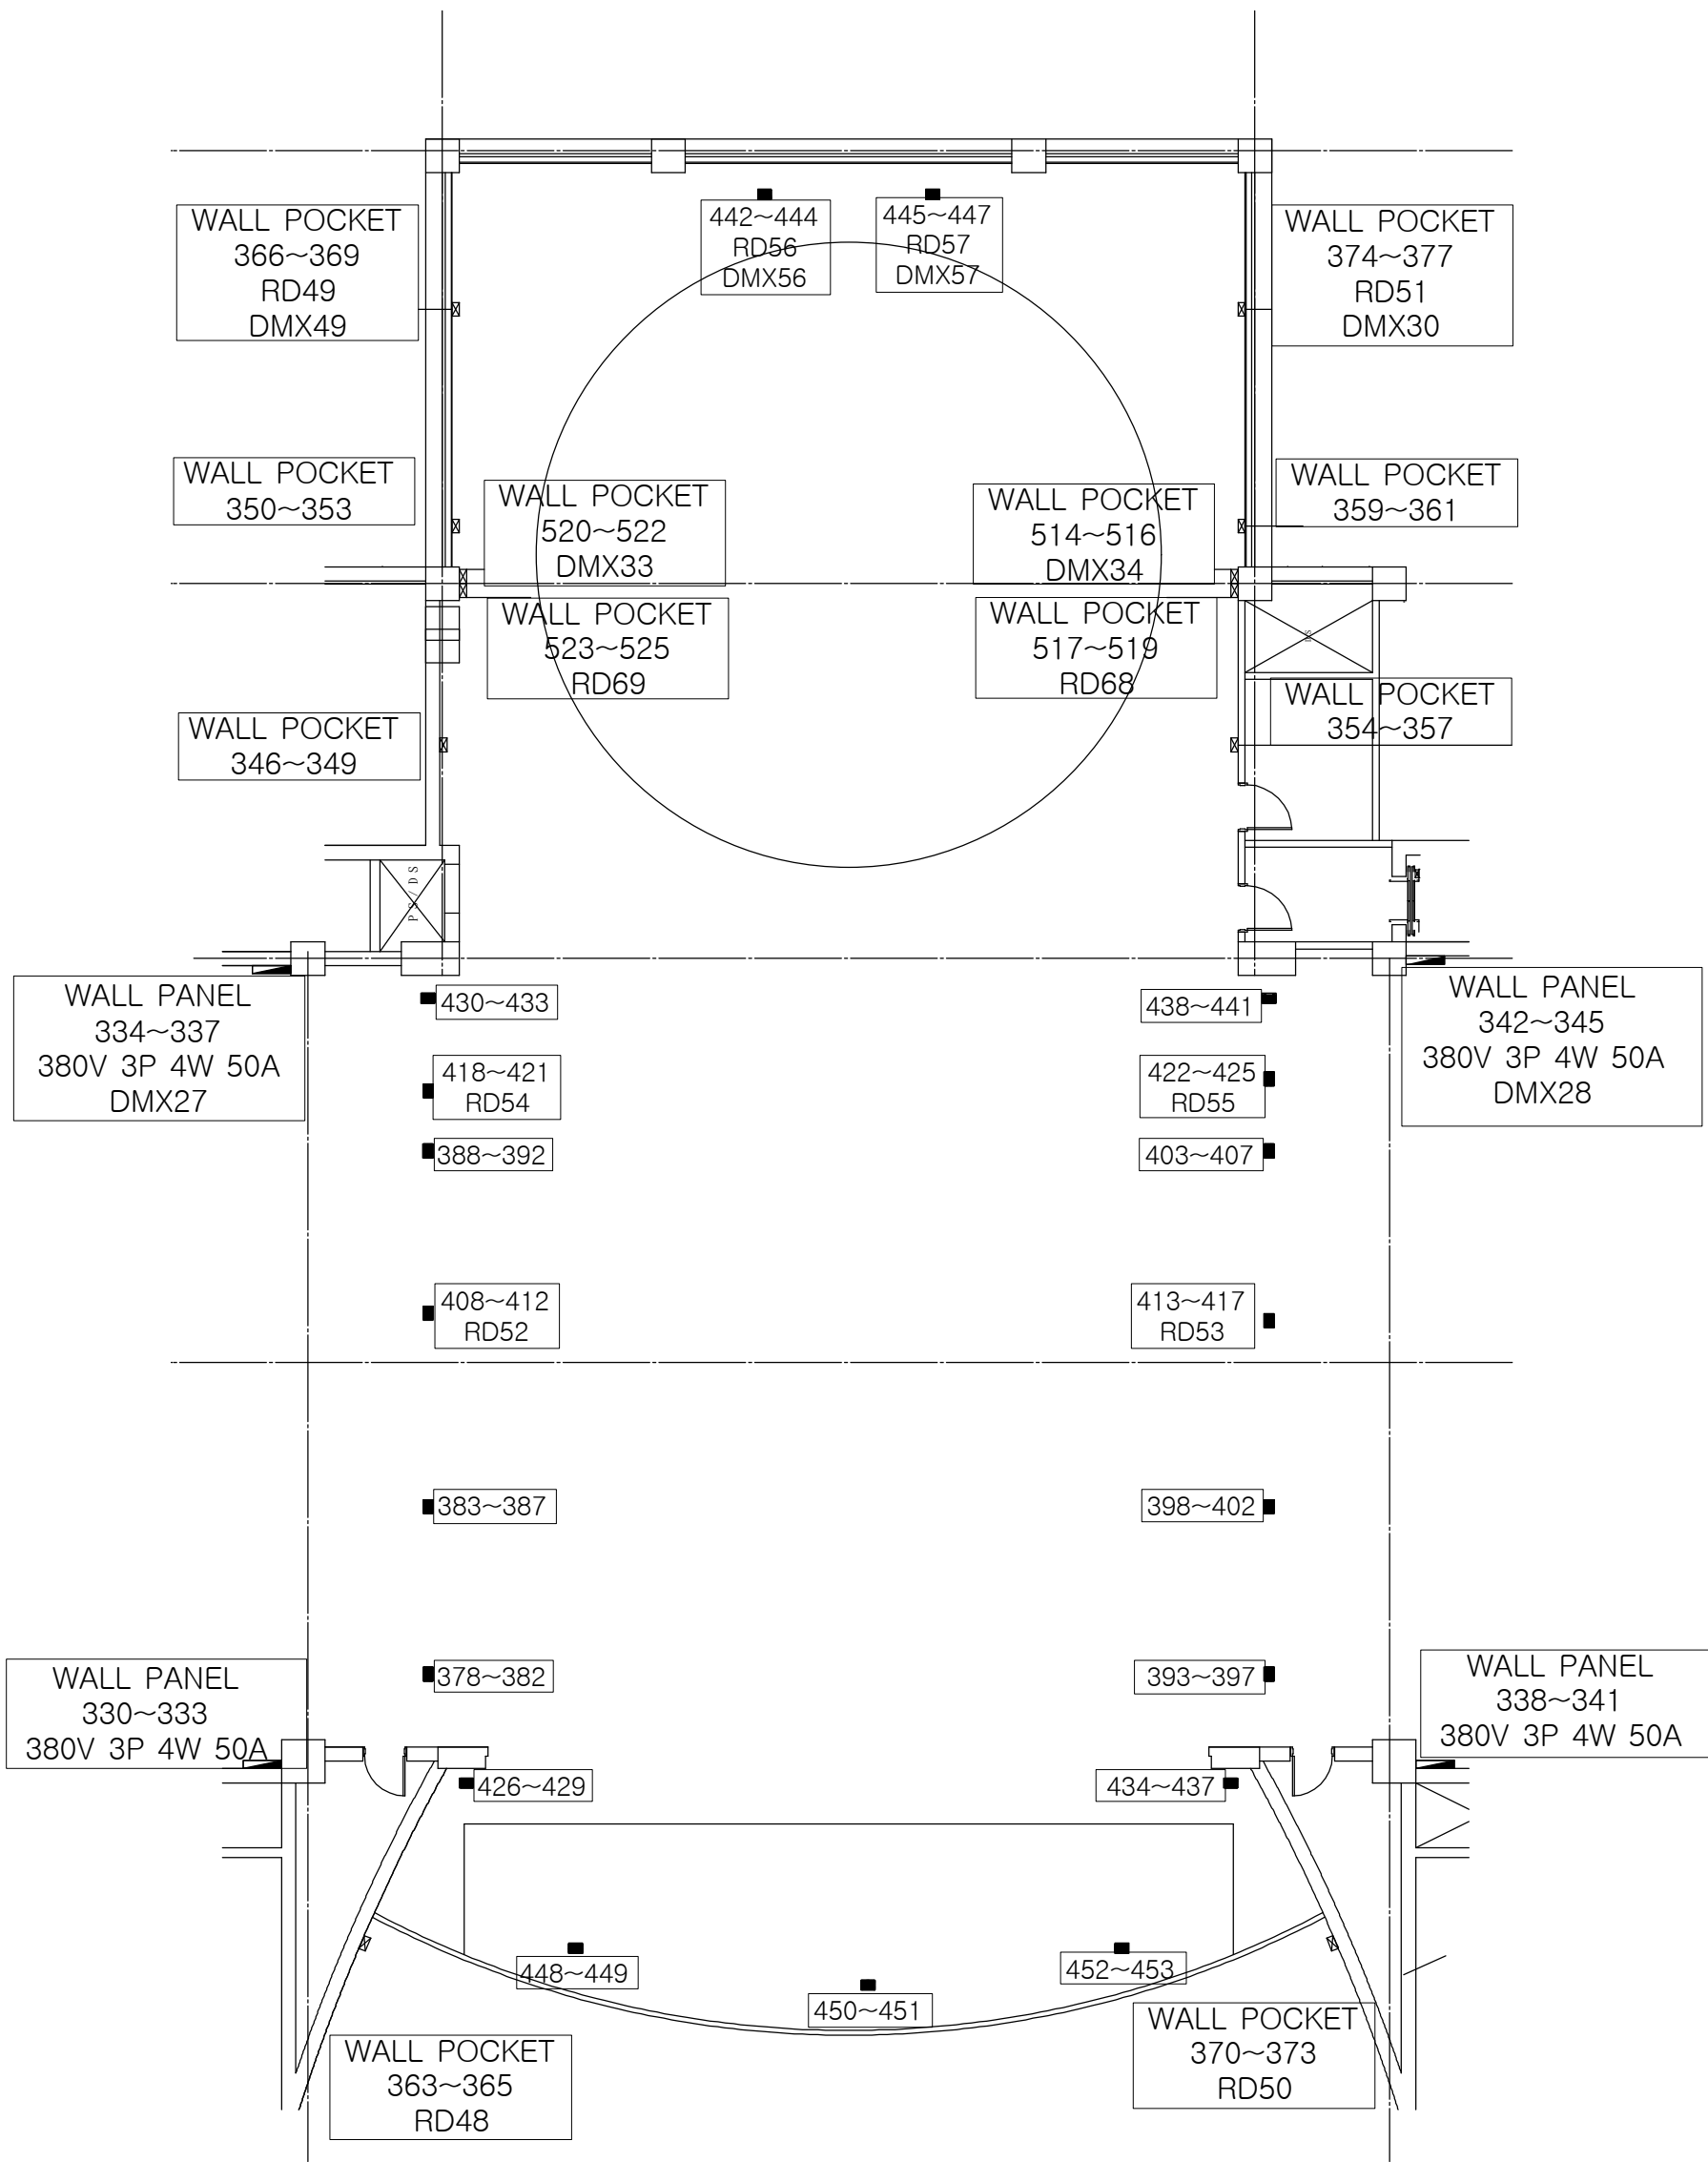 WALL POCKET
366~369
RD49
DMX49
442~444
RD56
DMX56
445~447
RD57
DMX57
WALL POCKET
374~377
RD51
DMX30
WALL POCKET
350~353
WALL POCKET
520~522
DMX33
WALL POCKET
514~516
DMX34
WALL POCKET
359~361
WALL POCKET
523~525
RD69
WALL POCKET
517~519
RD68
DS
WALL POCKET
346~349
WALL POCKET
354~357
PS/DS
WALL PANEL
334~337
380V 3P 4W 50A
DMX27
430~433
438~441
WALL PANEL
342~345
380V 3P 4W 50A
DMX28
418~421
RD54
422~425
RD55
388~392
403~407
408~412
RD52
413~417
RD53
383~387
398~402
WALL PANEL
330~333
380V 3P 4W 50A
378~382
393~397
WALL PANEL
338~341
380V 3P 4W 50A
426~429
434~437
448~449
450~451
452~453
WALL POCKET
363~365
RD48
WALL POCKET
370~373
RD50